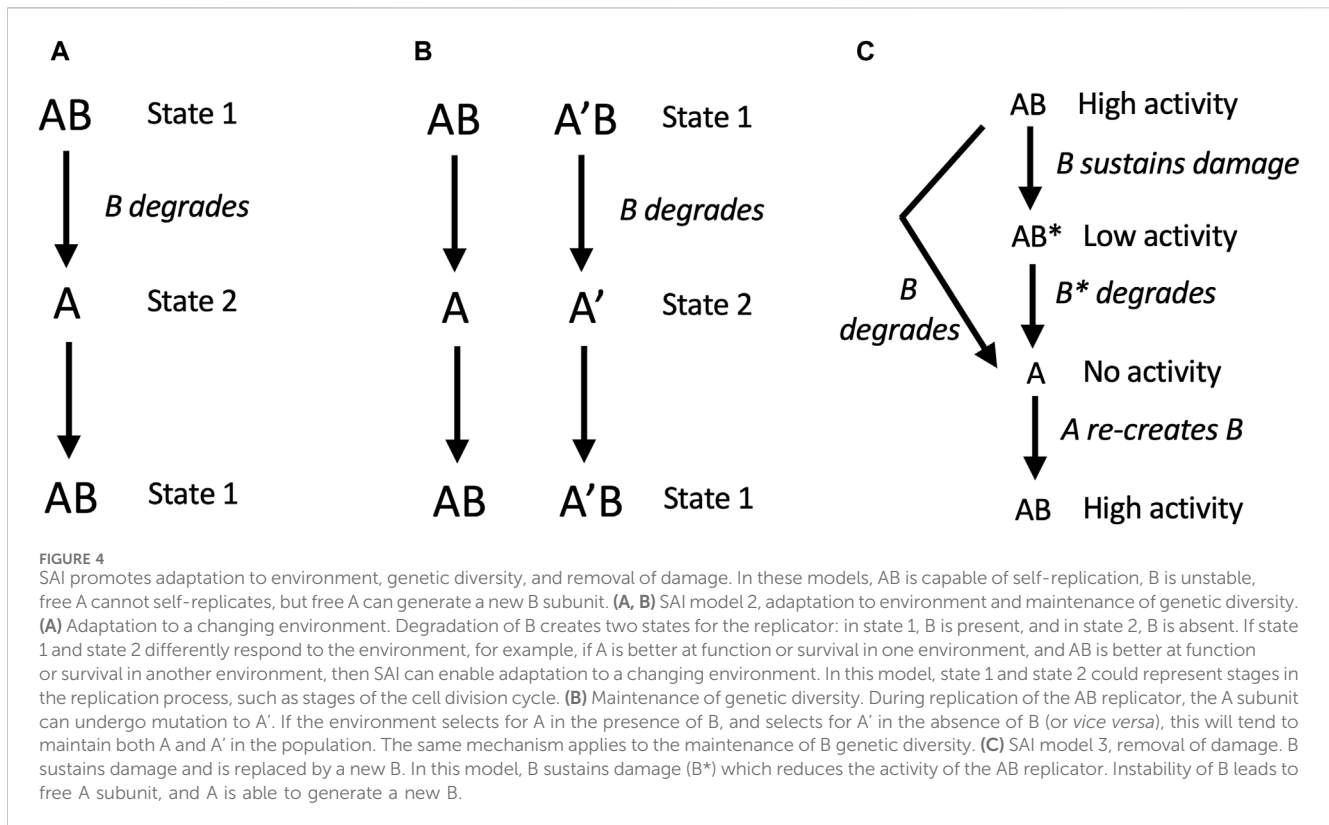 A
AB State 1
B degrades
A State 2
AB State 1
B
AB A’B State 1
B degrades
A A’ State 2
AB A’B State 1
C
AB High activity
B sustains damage
AB* Low activity
B* degrades
B
degrades
A No activity
A re-creates B
AB High activity
FIGURE 4
SAI promotes adaptation to environment, genetic diversity, and removal of damage. In these models, AB is capable of self-replication, B is unstable,
free A cannot self-replicates, but free A can generate a new B subunit. (A, B) SAI model 2, adaptation to environment and maintenance of genetic diversity.
(A) Adaptation to a changing environment. Degradation of B creates two states for the replicator: in state 1, B is present, and in state 2, B is absent. If state
1 and state 2 differently respond to the environment, for example, if A is better at function or survival in one environment, and AB is better at function
or survival in another environment, then SAI can enable adaptation to a changing environment. In this model, state 1 and state 2 could represent stages in
the replication process, such as stages of the cell division cycle. (B) Maintenance of genetic diversity. During replication of the AB replicator, the A subunit
can undergo mutation to A’. If the environment selects for A in the presence of B, and selects for A’ in the absence of B (or vice versa), this will tend to
maintain both A and A’ in the population. The same mechanism applies to the maintenance of B genetic diversity. (C) SAI model 3, removal of damage. B
sustains damage and is replaced by a new B. In this model, B sustains damage (B*) which reduces the activity of the AB replicator. Instability of B leads to
free A subunit, and A is able to generate a new B.